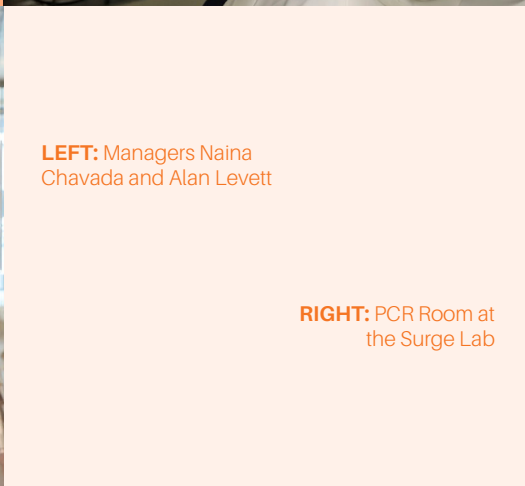 LEFT: Managers Naina
Chavada and Alan Levett
RIGHT: PCR Room at
the Surge Lab